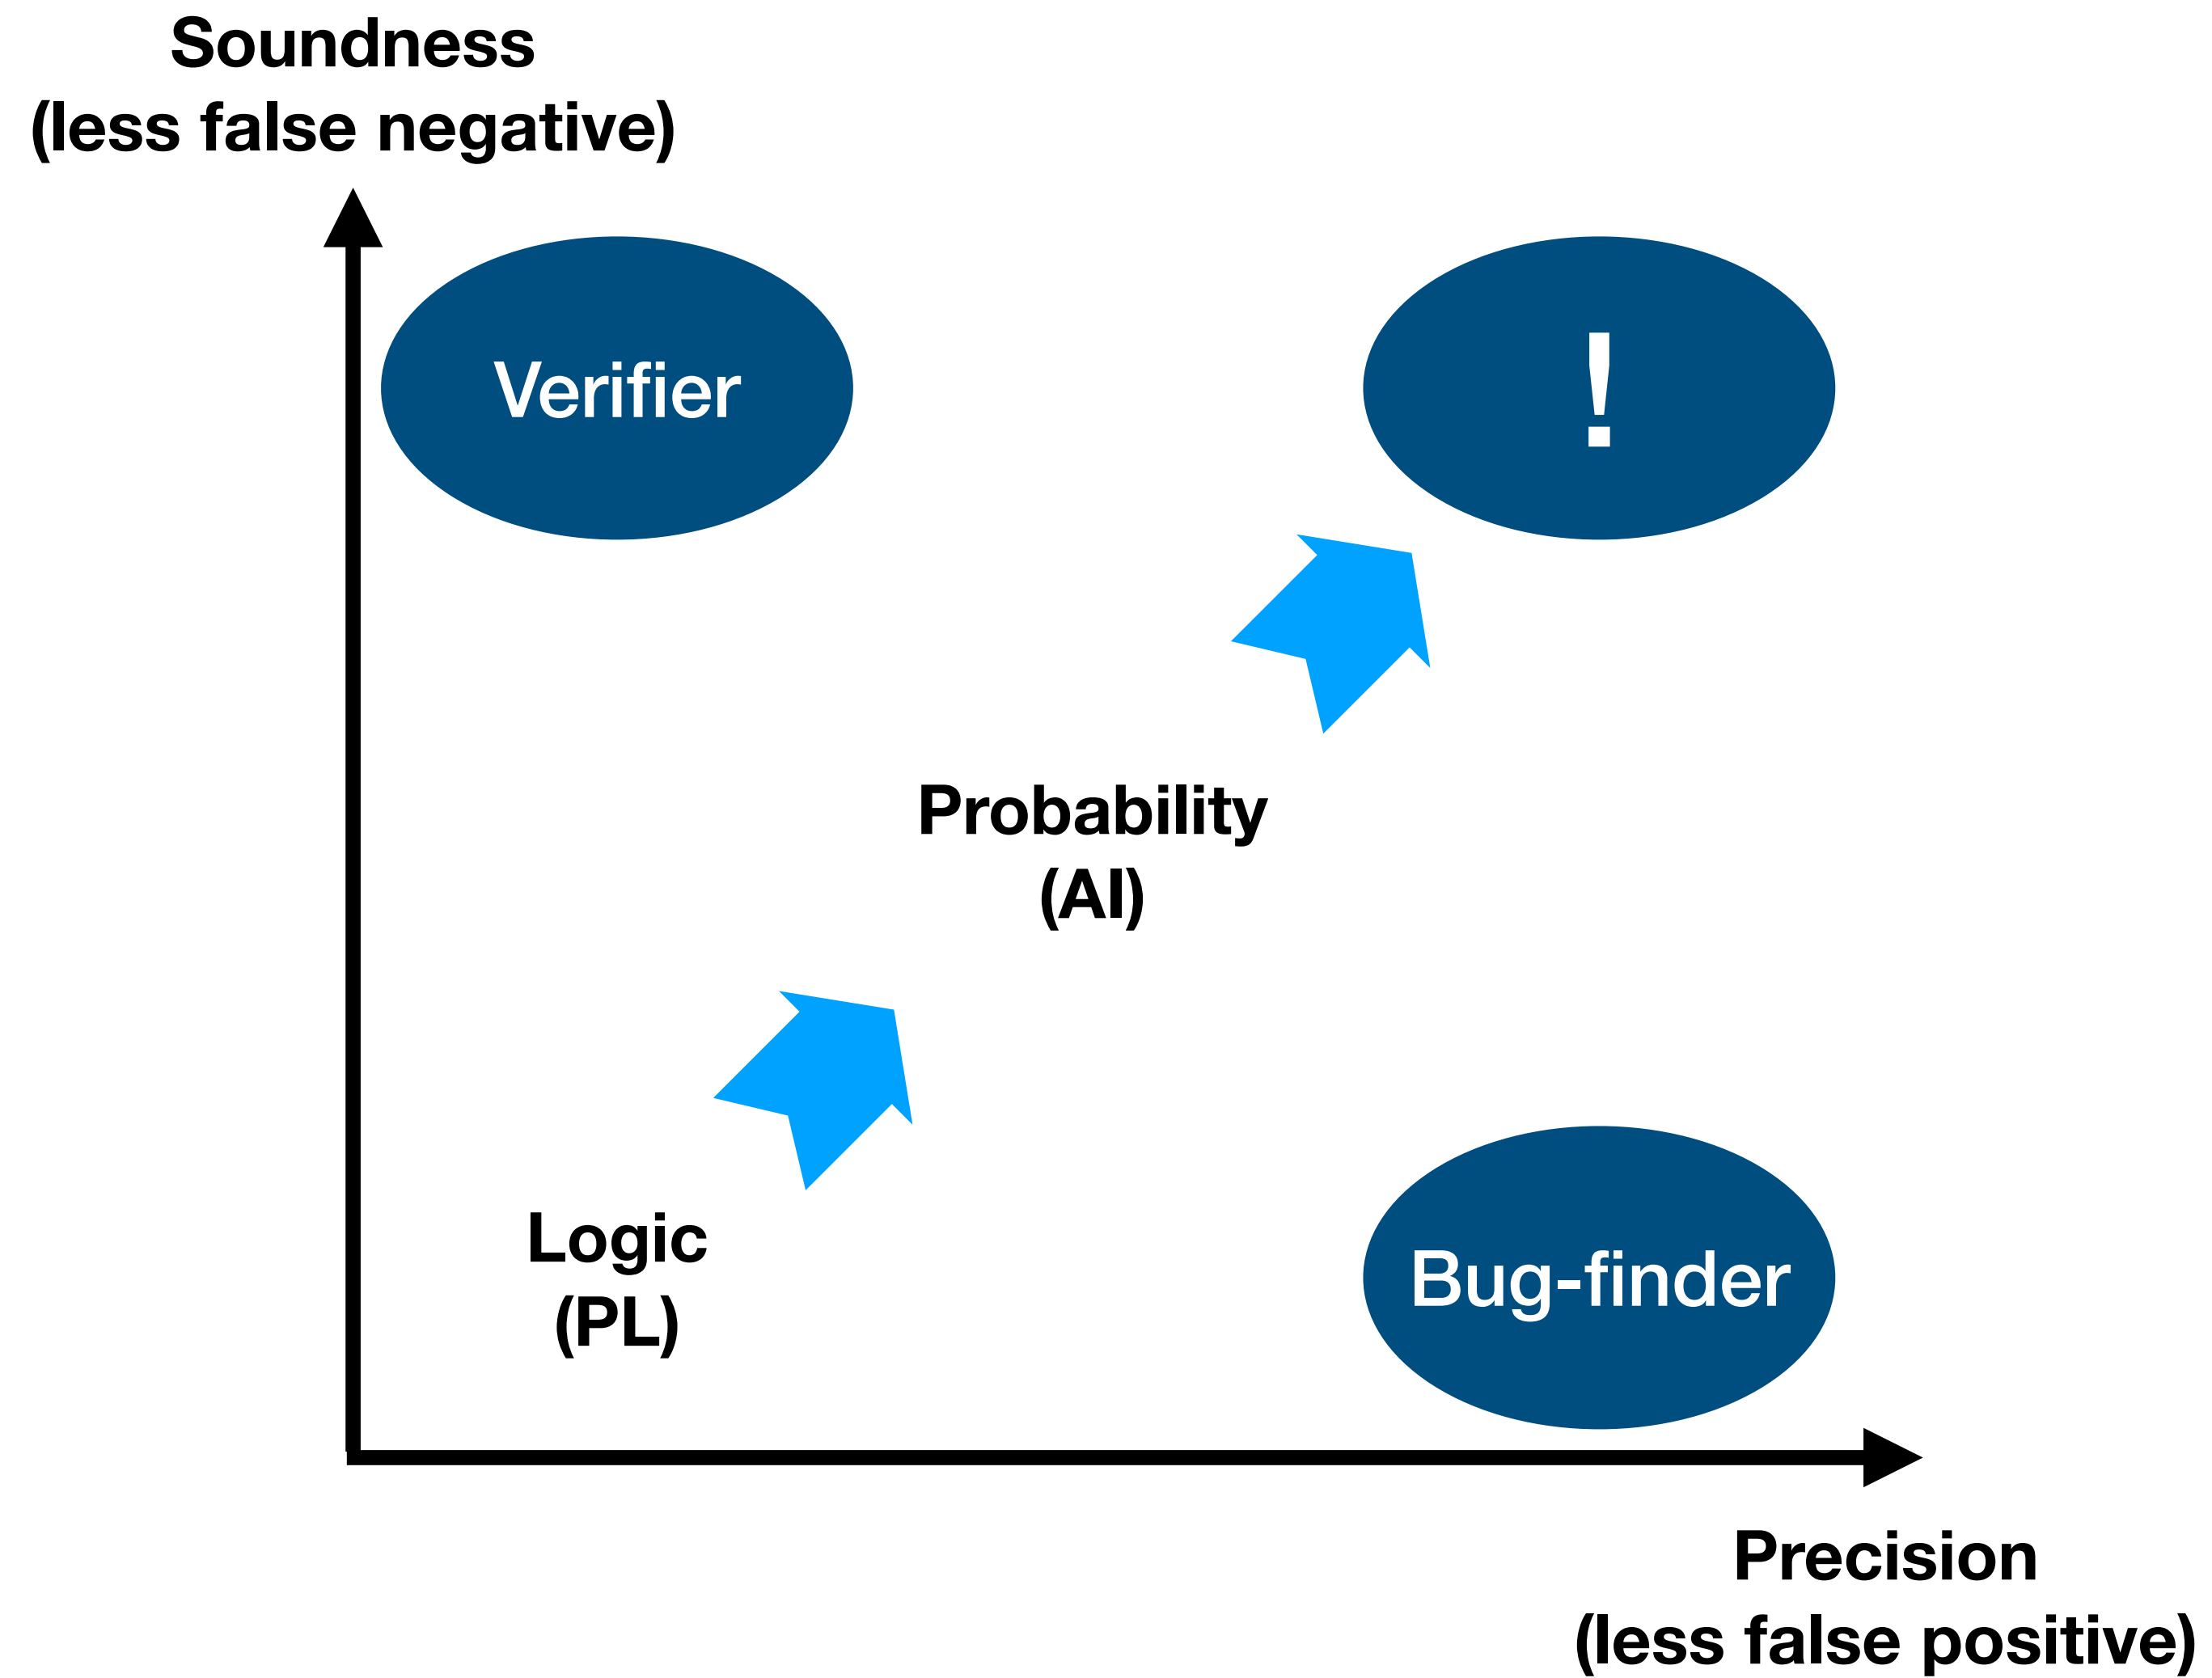 Soundness
(less false negative)
Verifier
!
Probability
(AI)
Logic
(PL)
Bug-finder
Precision
(less false positive)